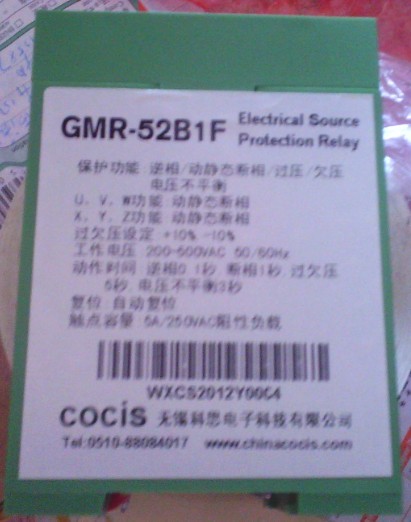 GMR-52B1F Electrical Source
Protection Relay
保护功能 逆相/动静态断相/过压/欠压
电压不平衡
U、V、W功能 动静态断相
X、Y、Z功能 动静态断相
过欠压设定 +10% -10%
工作电压 200-600VAC 50/60Hz
动作时间 逆相0.1秒,断相1秒,过欠压
5秒,电压不平衡3秒
复位 自动复位
触点容量 5A/250VAC阻性负载
WXCS2012Y0004
COCIS 无锡科思电子科技有限公司
Tel:0510-88084017 www.chinacocis.com